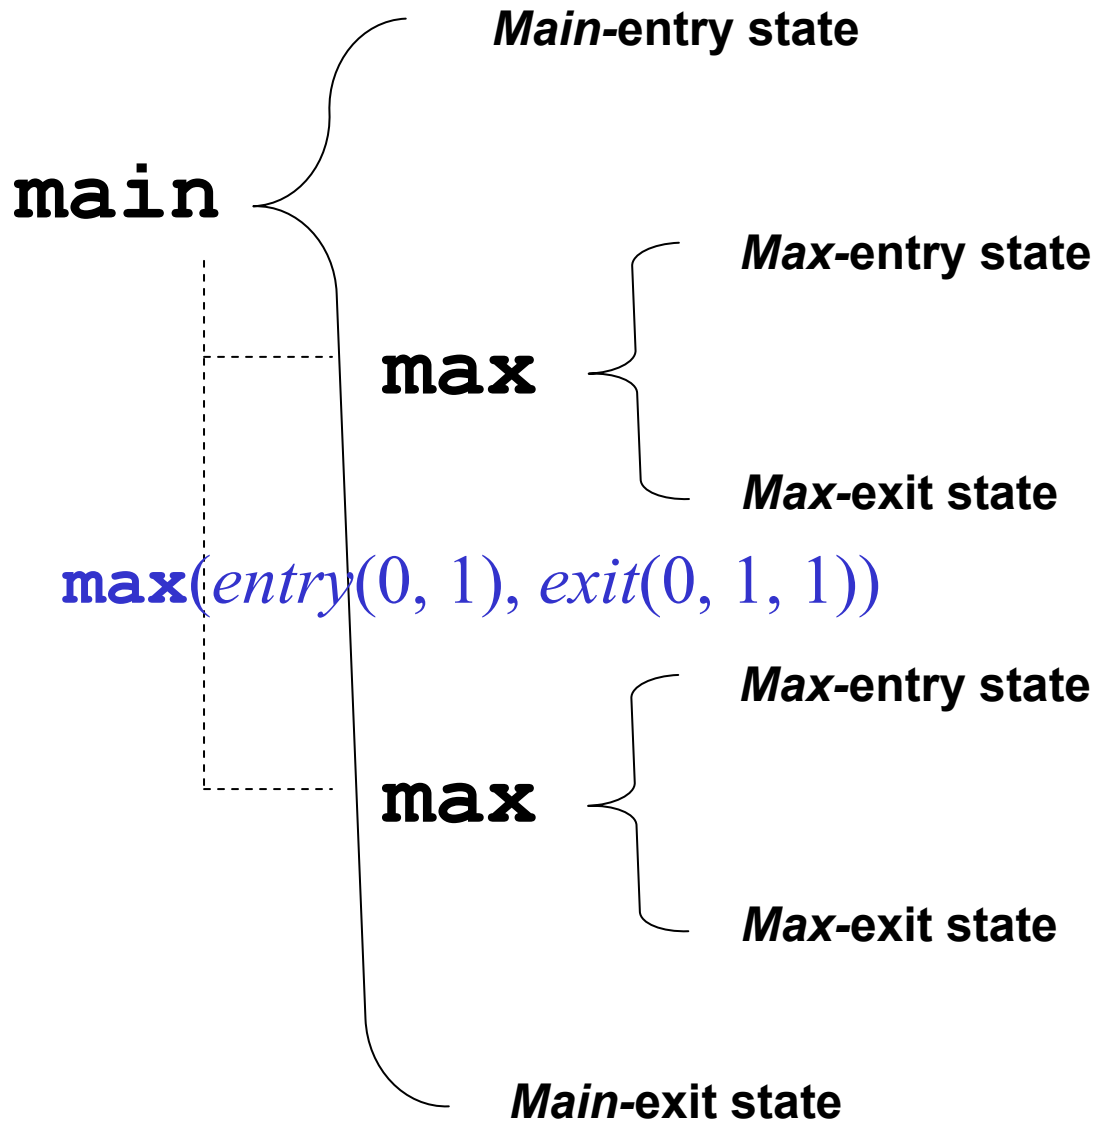 Main-entry state
main
Max-entry state
max
Max-exit state
max(entry(0, 1), exit(0, 1, 1))
Max-entry state
max
Max-exit state
Main-exit state